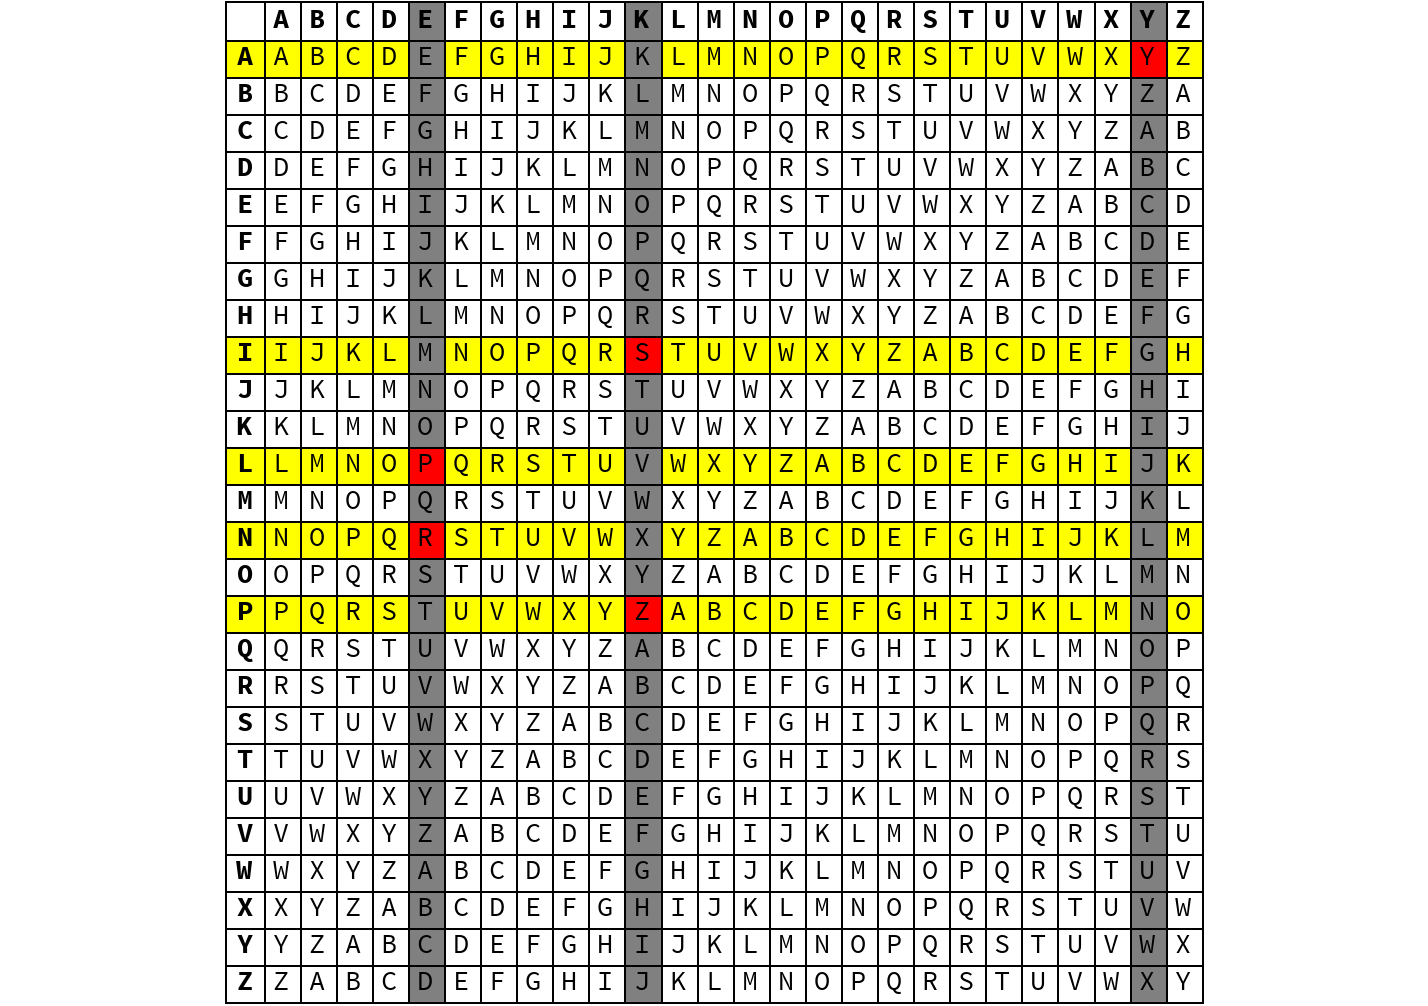 A B C D E F G H I J K L M N O P Q R S T U V W X Y Z
A A B C D E F G H I J K L M N O P Q R S T U V W X Y Z
B B C D E F G H I J K L M N O P Q R S T U V W X Y Z A
C C D E F G H I J K L M N O P Q R S T U V W X Y Z A B
D D E F G H I J K L M N O P Q R S T U V W X Y Z A B C
E E F G H I J K L M N O P Q R S T U V W X Y Z A B C D
F F G H I J K L M N O P Q R S T U V W X Y Z A B C D E
G G H I J K L M N O P Q R S T U V W X Y Z A B C D E F
H H I J K L M N O P Q R S T U V W X Y Z A B C D E F G
I I J K L M N O P Q R S T U V W X Y Z A B C D E F G H
J J K L M N O P Q R S T U V W X Y Z A B C D E F G H I
K K L M N O P Q R S T U V W X Y Z A B C D E F G H I J
L L M N O P Q R S T U V W X Y Z A B C D E F G H I J K
M M N O P Q R S T U V W X Y Z A B C D E F G H I J K L
N N O P Q R S T U V W X Y Z A B C D E F G H I J K L M
O O P Q R S T U V W X Y Z A B C D E F G H I J K L M N
P P Q R S T U V W X Y Z A B C D E F G H I J K L M N O
Q Q R S T U V W X Y Z A B C D E F G H I J K L M N O P
R R S T U V W X Y Z A B C D E F G H I J K L M N O P Q
S S T U V W X Y Z A B C D E F G H I J K L M N O P Q R
T T U V W X Y Z A B C D E F G H I J K L M N O P Q R S
U U V W X Y Z A B C D E F G H I J K L M N O P Q R S T
V V W X Y Z A B C D E F G H I J K L M N O P Q R S T U
W W X Y Z A B C D E F G H I J K L M N O P Q R S T U V
X X Y Z A B C D E F G H I J K L M N O P Q R S T U V W
Y Y Z A B C D E F G H I J K L M N O P Q R S T U V W X
Z Z A B C D E F G H I J K L M N O P Q R S T U V W X Y